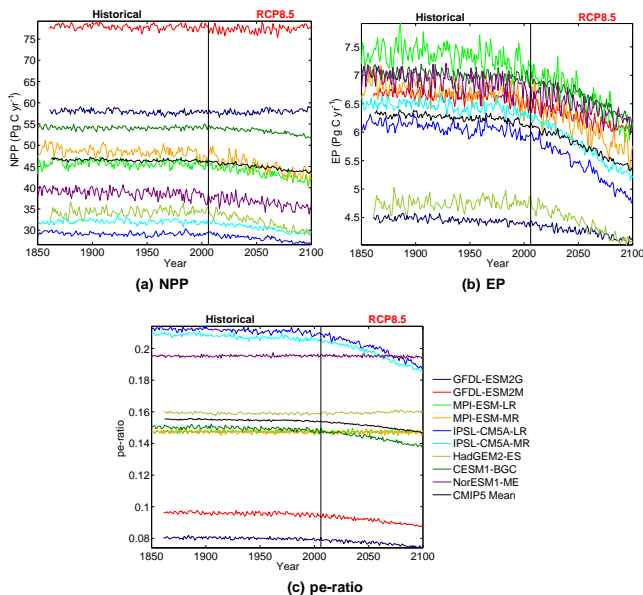 Historical RCP8.5
75
70
65
60
55
50
45
40
35
30
NPP (Pg C yr⁻¹)
1850 1900 1950 2000 2050 2100
Year
(a) NPP
Historical RCP8.5
7.5
7
6.5
6
5.5
5
4.5
EP (Pg C yr⁻¹)
1850 1900 1950 2000 2050 2100
Year
(b) EP
Historical RCP8.5
0.2
0.18
0.16
0.14
0.12
0.1
0.08
pe-ratio
1850 1900 1950 2000 2050 2100
Year
(c) pe-ratio
GFDL-ESM2G
GFDL-ESM2M
MPI-ESM-LR
MPI-ESM-MR
IPSL-CM5A-LR
IPSL-CM5A-MR
HadGEM2-ES
CESM1-BGC
NorESM1-ME
CMIP5 Mean